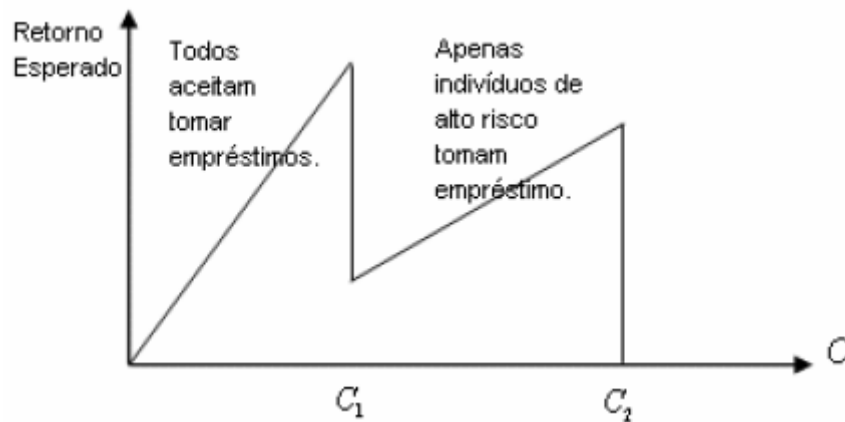 Retorno
Esperado
Todos
aceitam
tomar
empréstimos.
Apenas
indivíduos de
alto risco
tomam
empréstimo.
C
C₁
C₂